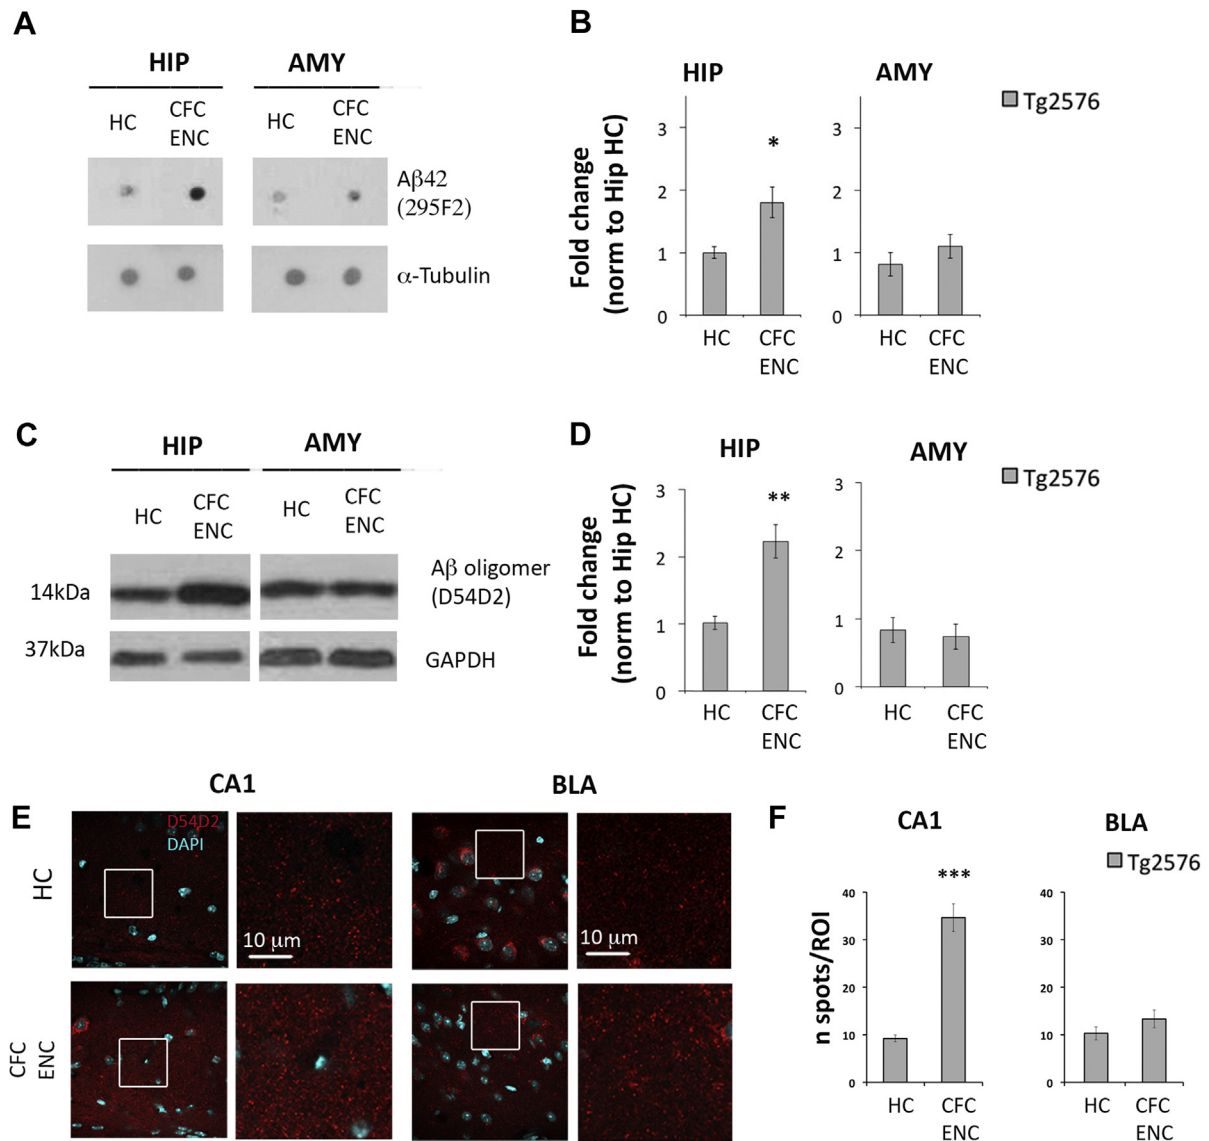 A
HIP AMY
HC CFC ENC HC CFC ENC
Aβ42
(295F2)
α-Tubulin
B
HIP AMY
Tg2576
Fold change
(norm to Hip HC)
3
2
1
0
*
HC CFC
ENC
3
2
1
0
HC CFC
ENC
C
HIP AMY
HC CFC ENC HC CFC ENC
14kDa
Aβ oligomer
(D54D2)
37kDa
GAPDH
D
HIP AMY
Tg2576
Fold change
(norm to Hip HC)
3
2
1
0
**
HC CFC
ENC
3
2
1
0
HC CFC
ENC
E
CA1 BLA
HC
D54D2
DAPI
10 μm
10 μm
CFC
ENC
F
CA1 BLA
Tg2576
n spots/ROI
40
30
20
10
0
***
HC CFC
ENC
40
30
20
10
0
HC CFC
ENC